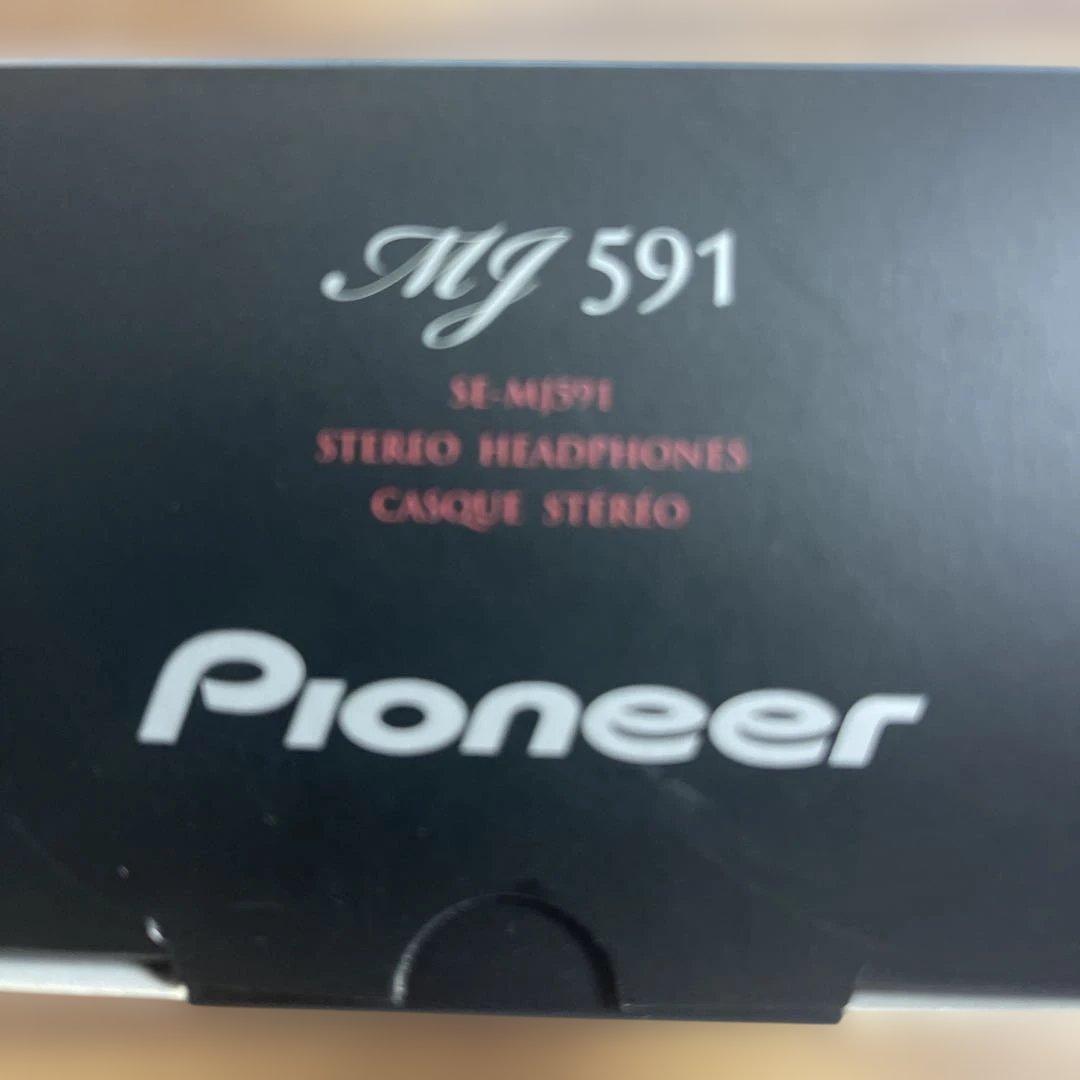 MJ 591
SE-MJ591
STEREO HEADPHONES
CASQUE STÉRÉO
Pioneer